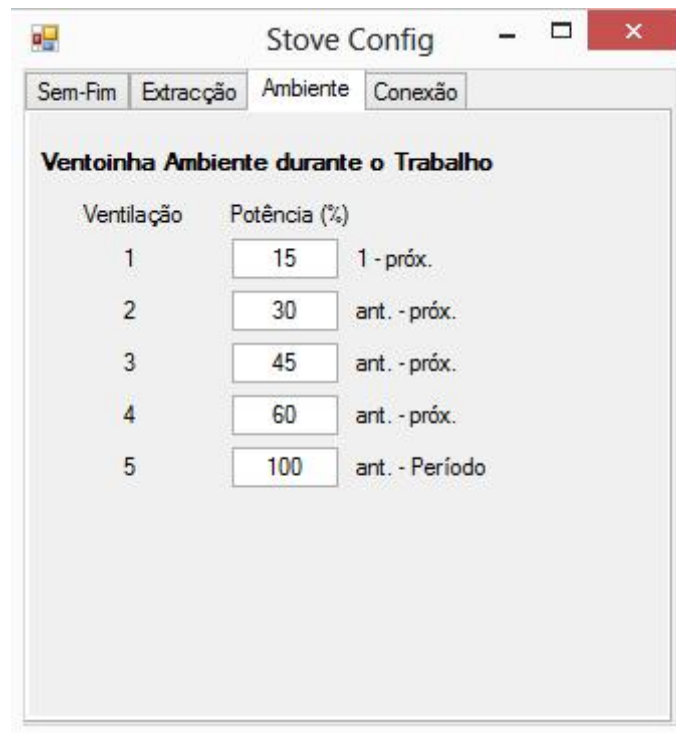 Stove Config
Sem-Fim Extracção Ambiente Conexão
Ventoinha Ambiente durante o Trabalho
Ventilação Potência (%)
1 15 1 - próx.
2 30 ant. - próx.
3 45 ant. - próx.
4 60 ant. - próx.
5 100 ant. - Período